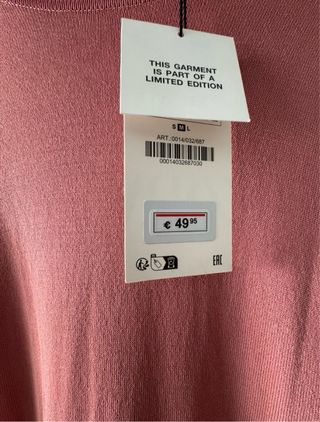 THIS GARMENT
IS PART OF A
LIMITED EDITION
S M L
ART.:0014/032/687
00014032687030
€ 49 95
EAC